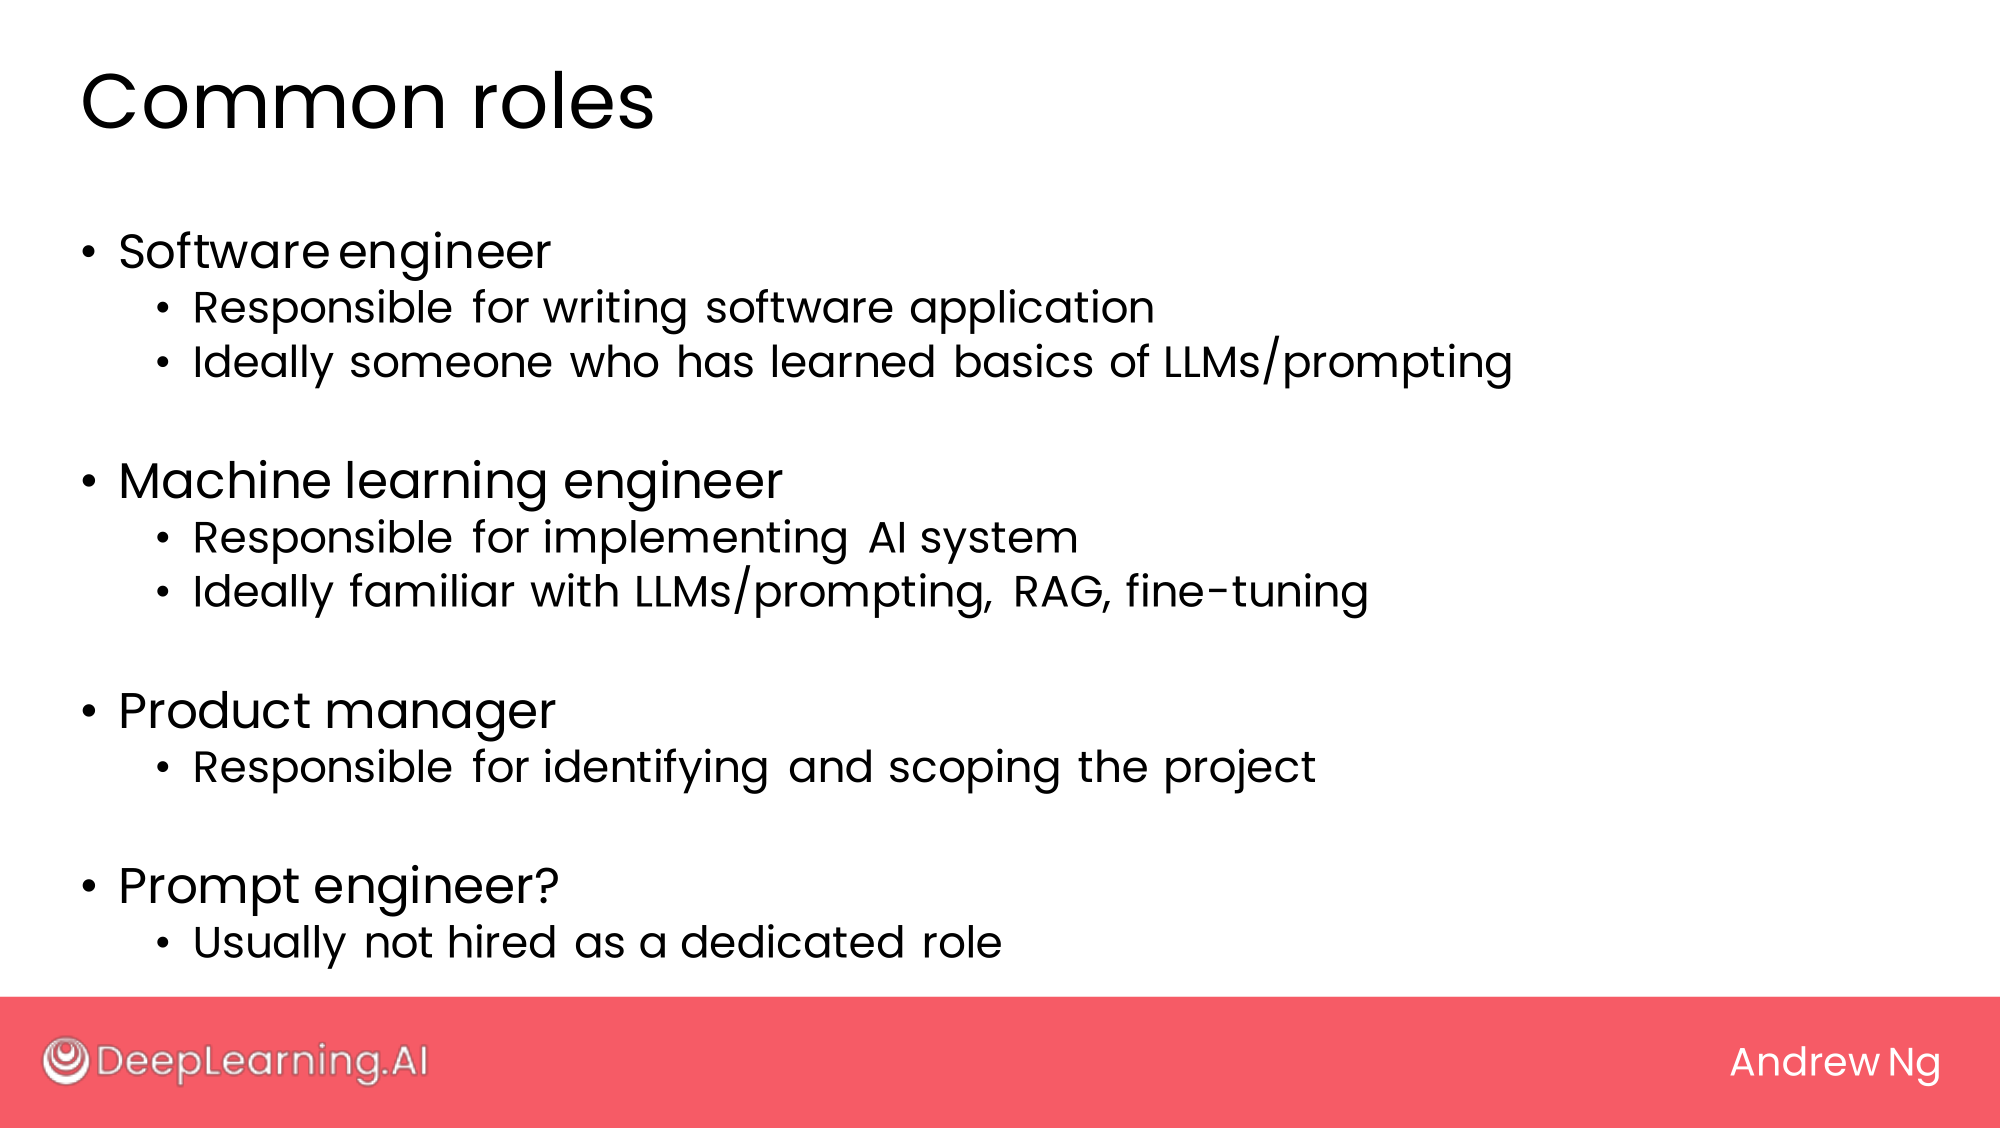 Common roles
• Software engineer
• Responsible for writing software application
• Ideally someone who has learned basics of LLMs/prompting
• Machine learning engineer
• Responsible for implementing AI system
• Ideally familiar with LLMs/prompting, RAG, fine-tuning
• Product manager
• Responsible for identifying and scoping the project
• Prompt engineer?
• Usually not hired as a dedicated role
DeepLearning.AI
Andrew Ng